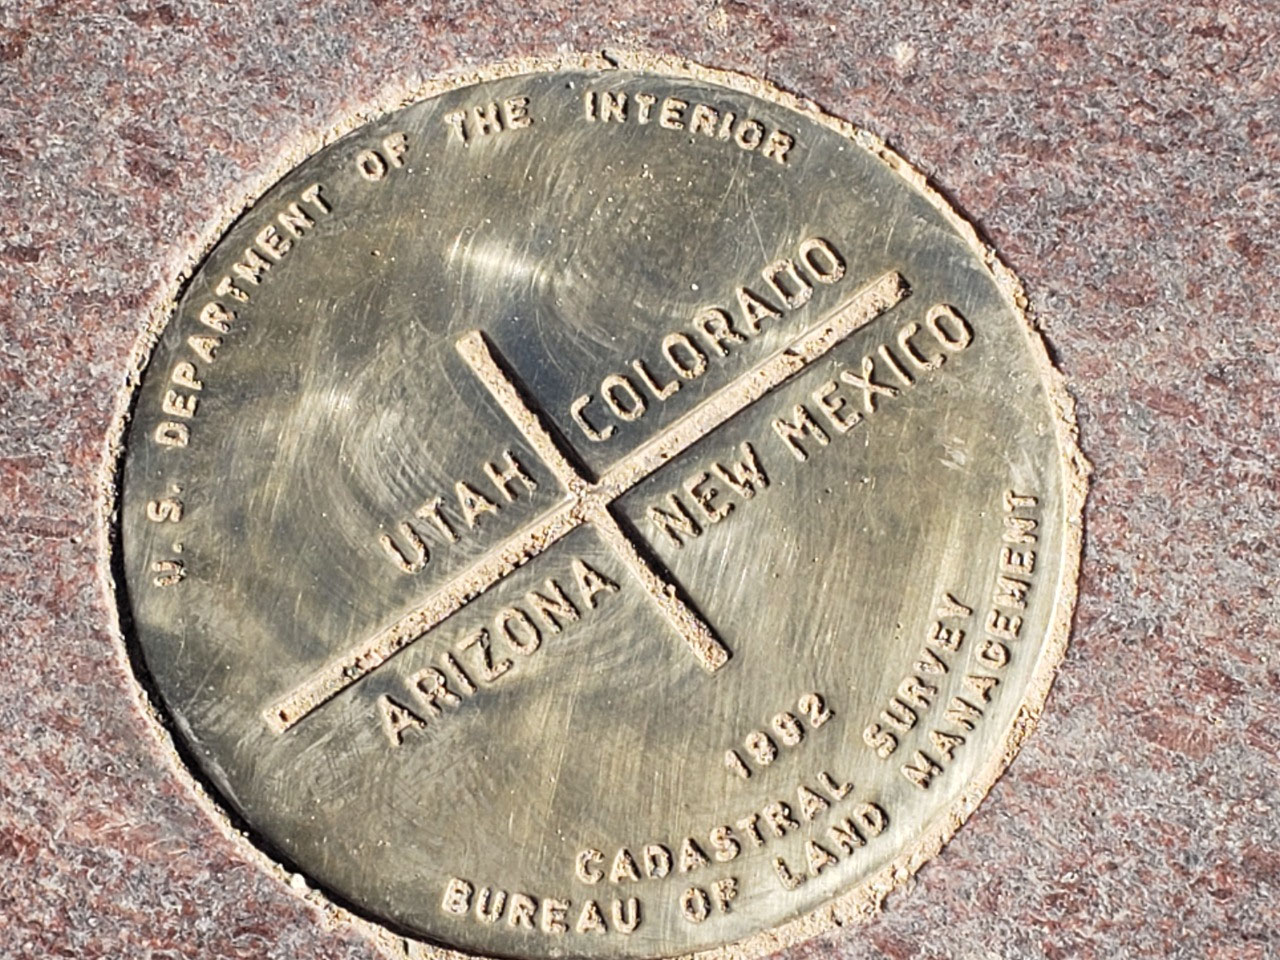 U.S. DEPARTMENT OF THE INTERIOR
UTAH
COLORADO
ARIZONA
NEW MEXICO
1992
CADASTRAL SURVEY
BUREAU OF LAND MANAGEMENT